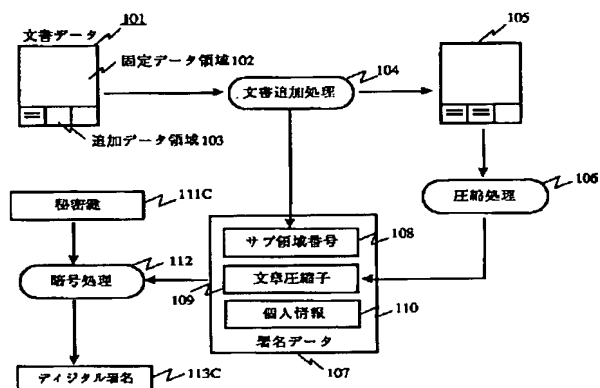 101
文書データ
固定データ領域102
追加データ領域103
文書追加処理
104
105
圧縮処理
106
秘密鍵
111C
サブ領域番号
108
暗号処理
112
文章圧縮子
109
個人情報
110
署名データ
107
ディジタル署名
113C